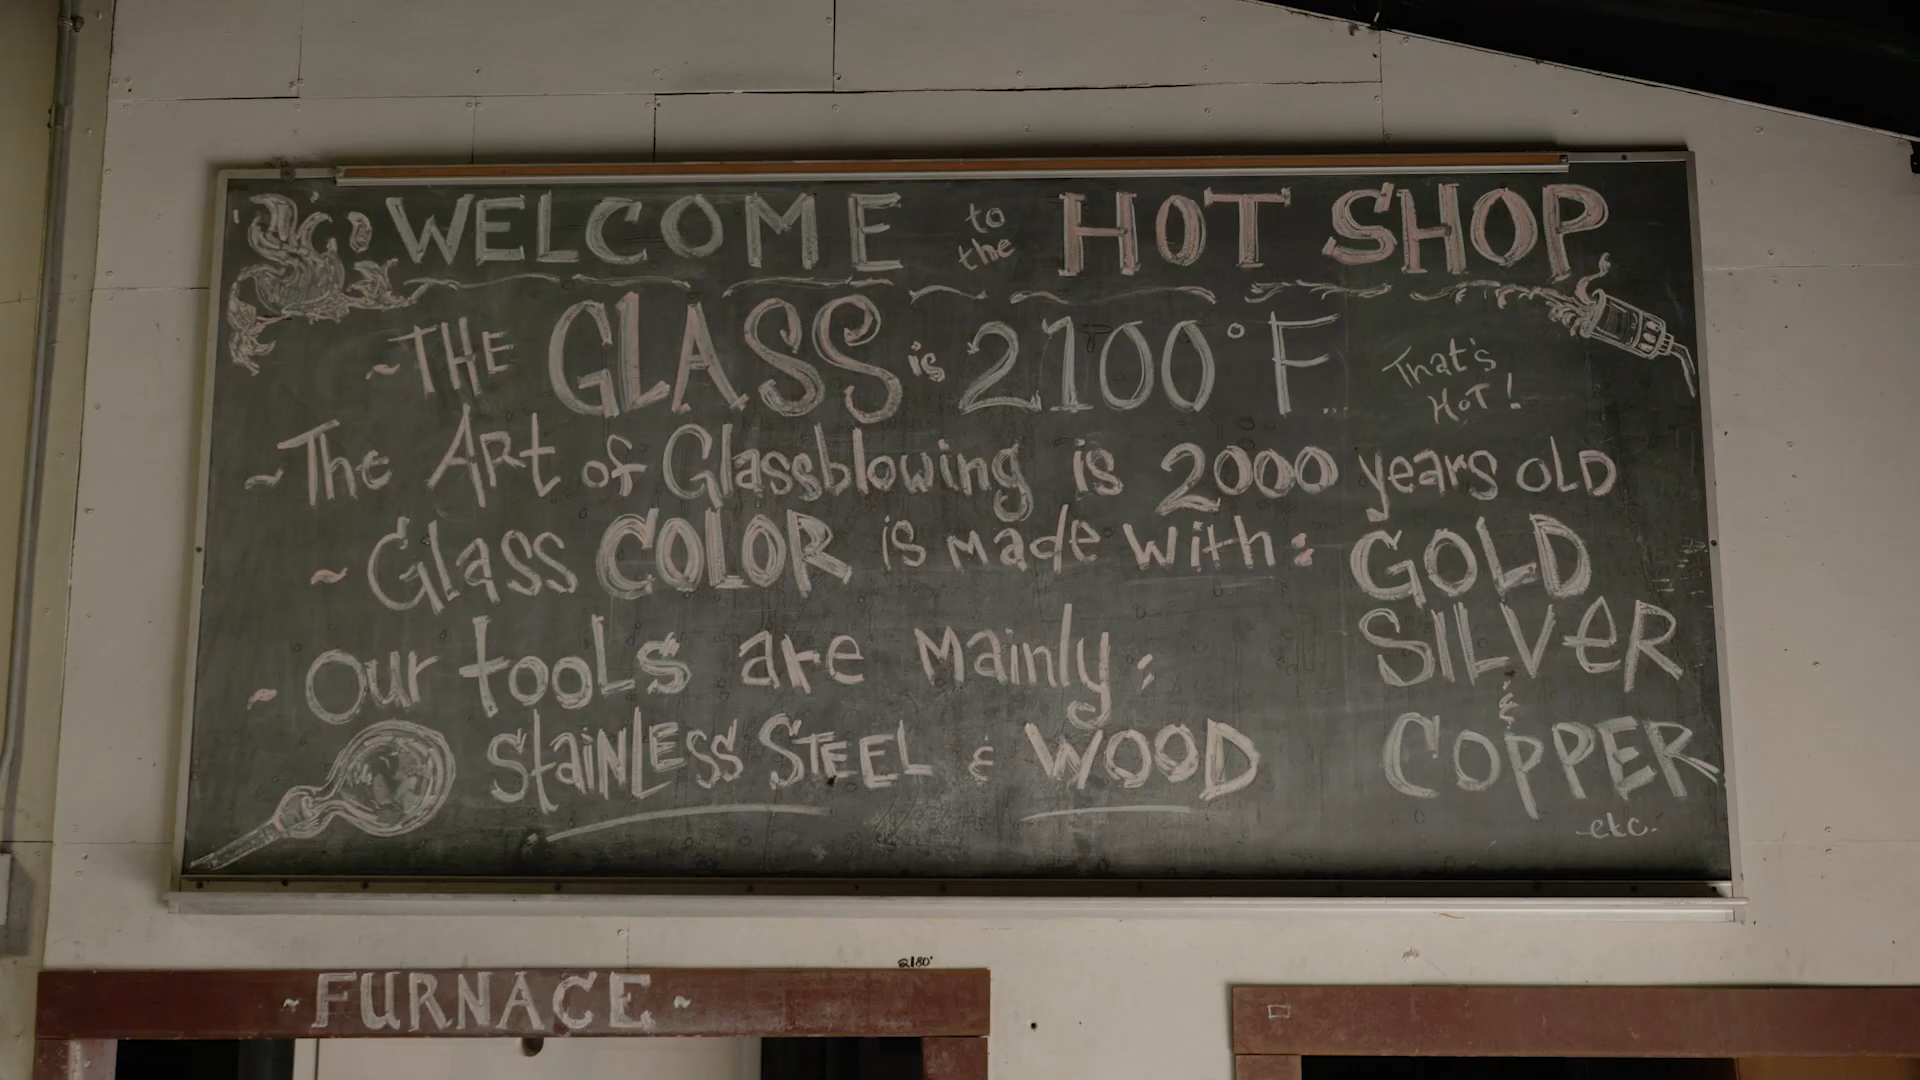 WELCOME to the HOT SHOP
~THE GLASS is 2100°F... That's HOT!
~The Art of Glassblowing is 2000 years OLD
~Glass COLOR is made with: GOLD
SILVER
&
COPPER
etc.
~Our tools are Mainly:
Stainless Steel & WOOD
2180'
~FURNACE~